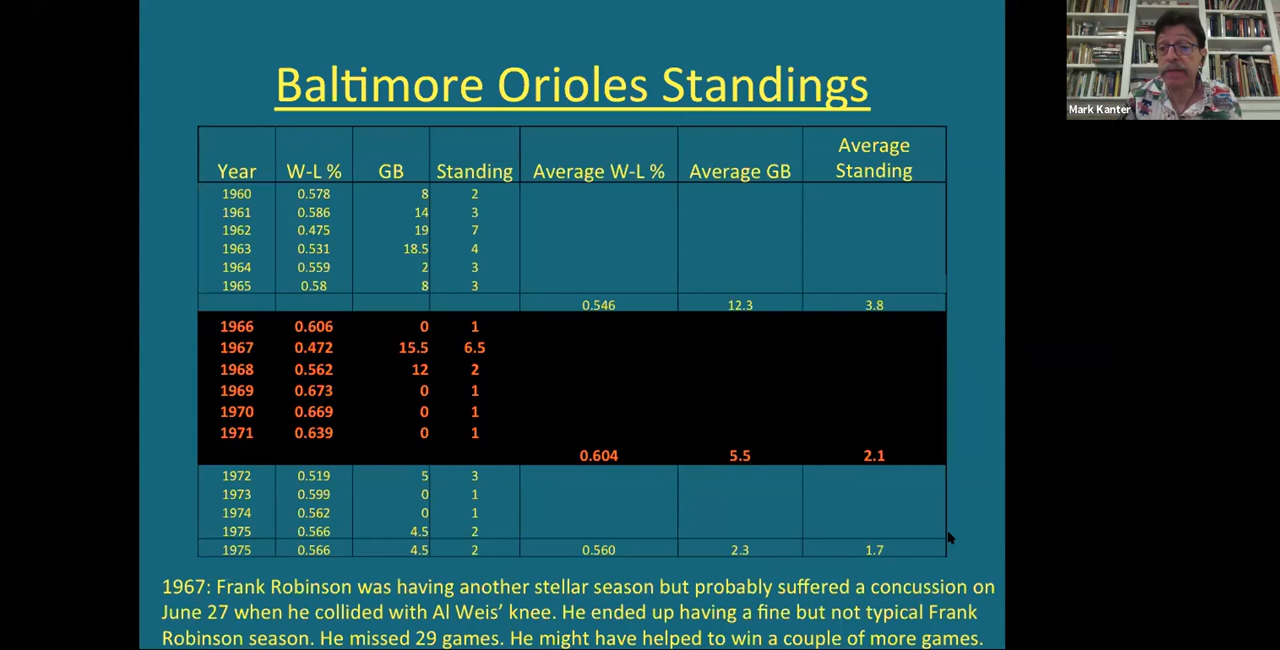 Baltimore Orioles Standings
Mark Kanter
Year W-L % GB Standing Average W-L % Average GB Average Standing
1960 0.578 8 2
1961 0.586 14 3
1962 0.475 19 7
1963 0.531 18.5 4
1964 0.559 2 3
1965 0.58 8 3
0.546 12.3 3.8
1966 0.606 0 1
1967 0.472 15.5 6.5
1968 0.562 12 2
1969 0.673 0 1
1970 0.669 0 1
1971 0.639 0 1
0.604 5.5 2.1
1972 0.519 5 3
1973 0.599 0 1
1974 0.562 0 1
1975 0.566 4.5 2
1975 0.566 4.5 2 0.560 2.3 1.7
1967: Frank Robinson was having another stellar season but probably suffered a concussion on
June 27 when he collided with Al Weis’ knee. He ended up having a fine but not typical Frank
Robinson season. He missed 29 games. He might have helped to win a couple of more games.